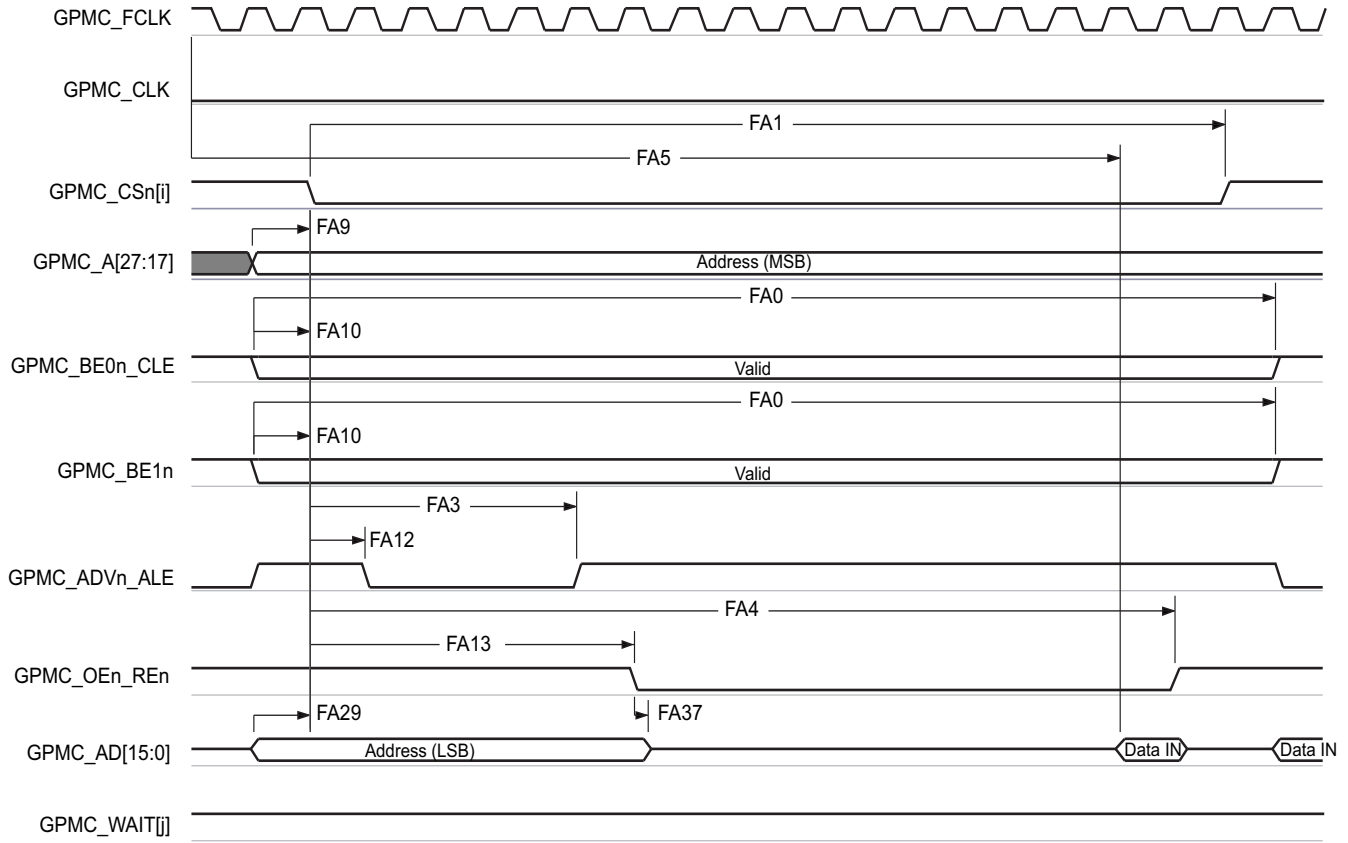 GPMC_FCLK
GPMC_CLK
FA1
FA5
GPMC_CSn[i]
FA9
GPMC_A[27:17]
Address (MSB)
FA0
FA10
GPMC_BE0n_CLE
Valid
FA0
FA10
GPMC_BE1n
Valid
FA3
FA12
GPMC_ADVn_ALE
FA4
FA13
GPMC_OEn_REn
FA29
FA37
GPMC_AD[15:0]
Address (LSB)
Data IN
Data IN
GPMC_WAIT[j]